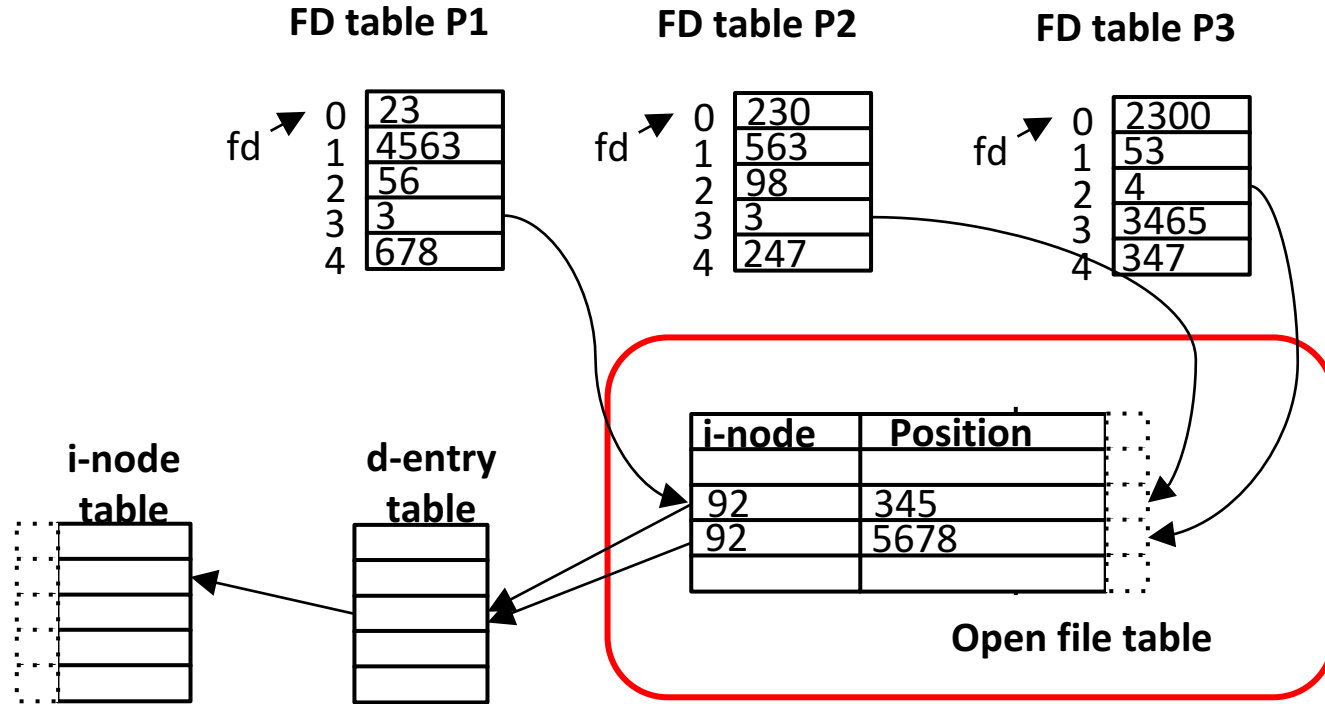 FD table P1
FD table P2
FD table P3
fd
0 23
1 4563
2 56
3 3
4 678
fd
0 230
1 563
2 98
3 3
4 247
fd
0 2300
1 53
2 4
3 3465
4 347
i-node
table
d-entry
table
i-node Position
92 345
92 5678
Open file table